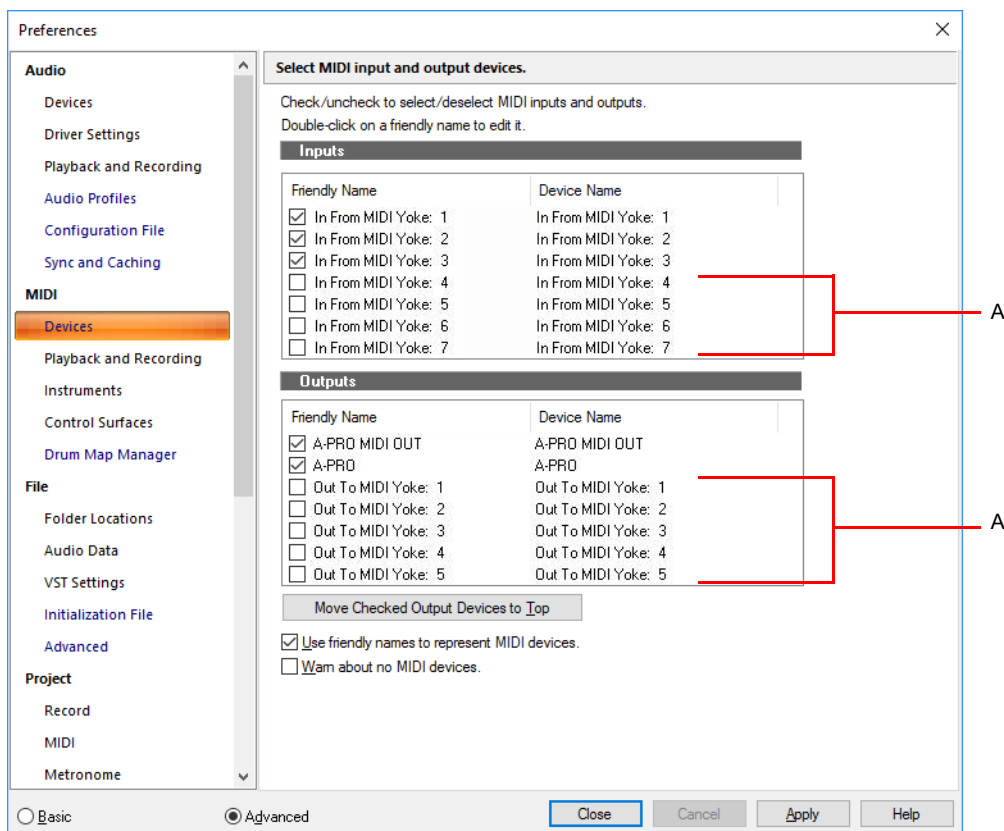 Preferences
Audio
Devices
Driver Settings
Playback and Recording
Audio Profiles
Configuration File
Sync and Caching
MIDI
Devices
Playback and Recording
Instruments
Control Surfaces
Drum Map Manager
File
Folder Locations
Audio Data
VST Settings
Initialization File
Advanced
Project
Record
MIDI
Metronome
Basic
Advanced
Select MIDI input and output devices.
Check/uncheck to select/deselect MIDI inputs and outputs.
Double-click on a friendly name to edit it.
Inputs
Friendly Name Device Name
In From MIDI Yoke: 1 In From MIDI Yoke: 1
In From MIDI Yoke: 2 In From MIDI Yoke: 2
In From MIDI Yoke: 3 In From MIDI Yoke: 3
In From MIDI Yoke: 4 In From MIDI Yoke: 4
In From MIDI Yoke: 5 In From MIDI Yoke: 5
In From MIDI Yoke: 6 In From MIDI Yoke: 6
In From MIDI Yoke: 7 In From MIDI Yoke: 7
A
Outputs
Friendly Name Device Name
A-PRO MIDI OUT A-PRO MIDI OUT
A-PRO A-PRO
Out To MIDI Yoke: 1 Out To MIDI Yoke: 1
Out To MIDI Yoke: 2 Out To MIDI Yoke: 2
Out To MIDI Yoke: 3 Out To MIDI Yoke: 3
Out To MIDI Yoke: 4 Out To MIDI Yoke: 4
Out To MIDI Yoke: 5 Out To MIDI Yoke: 5
A
Move Checked Output Devices to Top
Use friendly names to represent MIDI devices.
Warn about no MIDI devices.
Close Cancel Apply Help